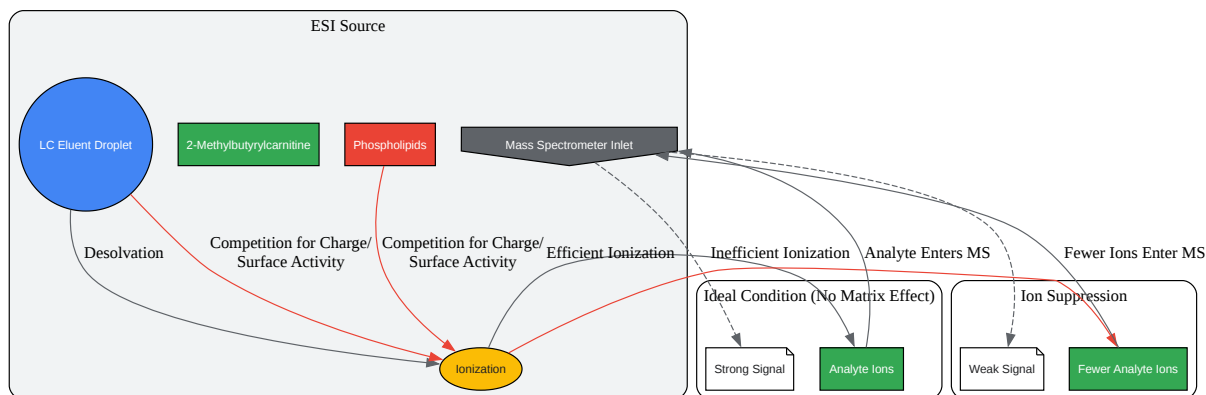 ESI Source
LC Eluent Droplet
2-Methylbutyrylcarnitine
Phospholipids
Mass Spectrometer Inlet
Desolvation
Competition for Charge/
Surface Activity
Competition for Charge/
Surface Activity
Efficient Ionization
Inefficient Ionization
Analyte Enters MS
Fewer Ions Enter MS
Ideal Condition (No Matrix Effect)
Ion Suppression
Ionization
Strong Signal
Analyte Ions
Weak Signal
Fewer Analyte Ions